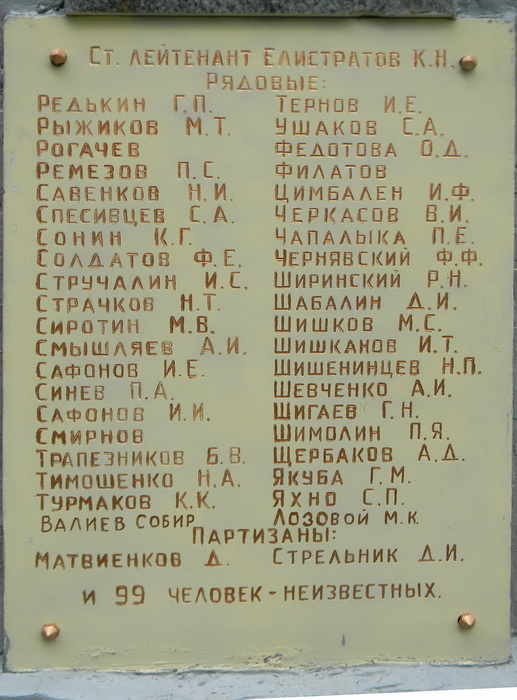 Ст. лейтенант Елистратов К.Н.
Рядовые:
Редькин Г.П.
Рыжиков М.Т.
Рогачев
Ремезов П.С.
Савенков Н.И.
Спесивцев С.А.
Сонин К.Г.
Солдатов Ф.Е.
Стручалин И.С.
Страчков Н.Т.
Сиротин М.В.
Смышляев А.И.
Сафонов И.Е.
Синев П.А.
Сафонов И.И.
Смирнов
Трапезников Б.В.
Тимошенко Н.А.
Турмаков К.К.
Валиев Собир
Тернов И.Е.
Ушаков С.А.
Федотова О.Д.
Филатов
Цимбален И.Ф.
Черкасов В.И.
Чапалыка П.Е.
Чернявский Ф.Ф.
Ширинский Р.Н.
Шабалин Д.И.
Шишков М.С.
Шишканов И.Т.
Шишенинцев Н.П.
Шевченко А.И.
Шигаев Г.Н.
Шимолин П.Я.
Щербаков А.Д.
Якуба Г.М.
Яхно С.П.
Лозовой М.К.
Партизаны:
Матвиенков Д.
Стрельник Д.И.
и 99 человек - неизвестных.